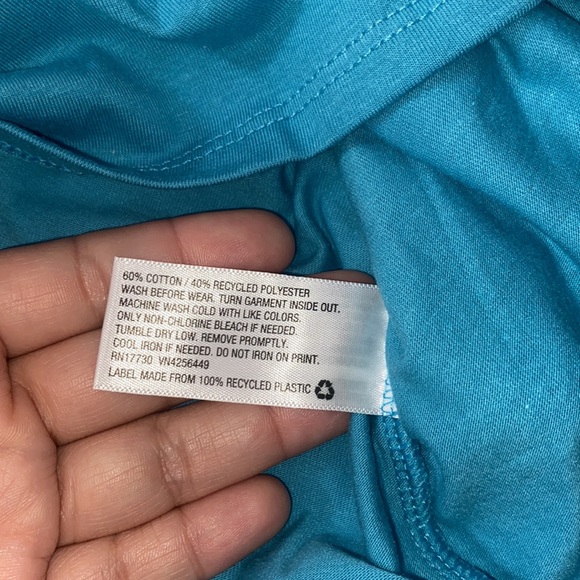 60% COTTON / 40% RECYCLED POLYESTER
WASH BEFORE WEAR. TURN GARMENT INSIDE OUT.
MACHINE WASH COLD WITH LIKE COLORS.
ONLY NON-CHLORINE BLEACH IF NEEDED.
TUMBLE DRY LOW. REMOVE PROMPTLY.
COOL IRON IF NEEDED. DO NOT IRON ON PRINT.
RN17730 VN4256449
LABEL MADE FROM 100% RECYCLED PLASTIC